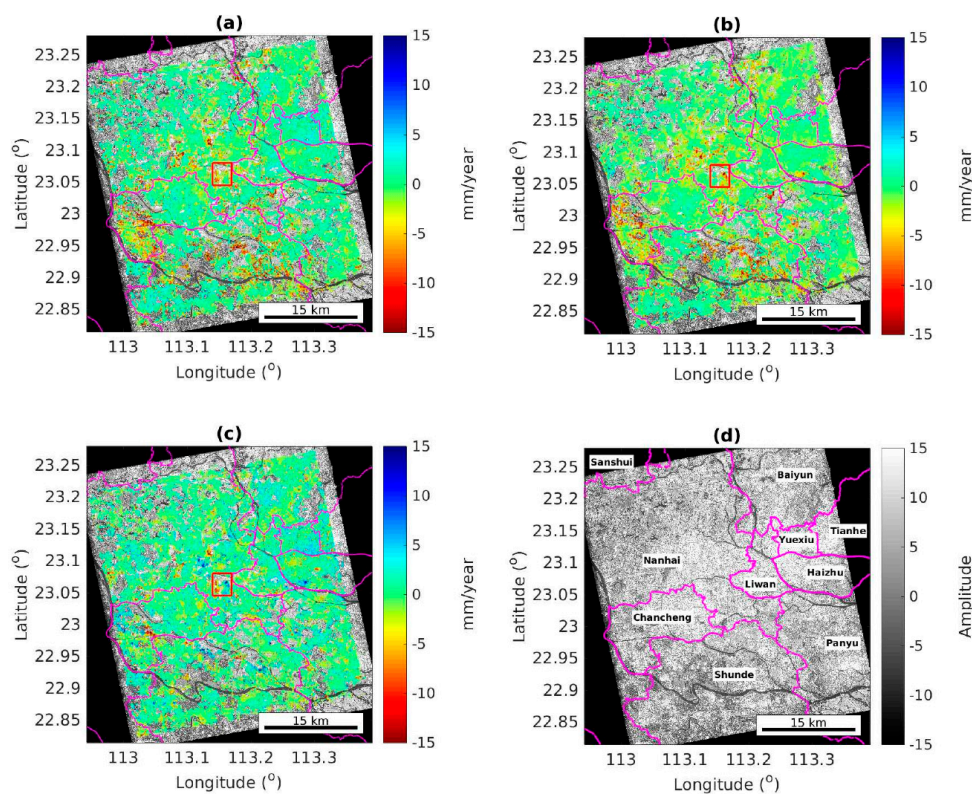 (a)
23.25
23.2
23.15
23.1
23.05
23
22.95
22.9
22.85
Latitude (o)
113
113.1
113.2
113.3
Longitude (o)
15 km
15
10
5
0
-5
-10
-15
mm/year
(b)
23.25
23.2
23.15
23.1
23.05
23
22.95
22.9
22.85
Latitude (o)
113
113.1
113.2
113.3
Longitude (o)
15 km
15
10
5
0
-5
-10
-15
mm/year
(c)
23.25
23.2
23.15
23.1
23.05
23
22.95
22.9
22.85
Latitude (o)
113
113.1
113.2
113.3
Longitude (o)
15 km
15
10
5
0
-5
-10
-15
mm/year
(d)
23.25
23.2
23.15
23.1
23.05
23
22.95
22.9
22.85
Latitude (o)
Sanshui
Baiyun
Tianhe
Yuexiu
Nanhai
Haizhu
Liwan
Chancheng
Panyu
Shunde
113
113.1
113.2
113.3
Longitude (o)
15 km
15
10
5
0
-5
-10
-15
Amplitude